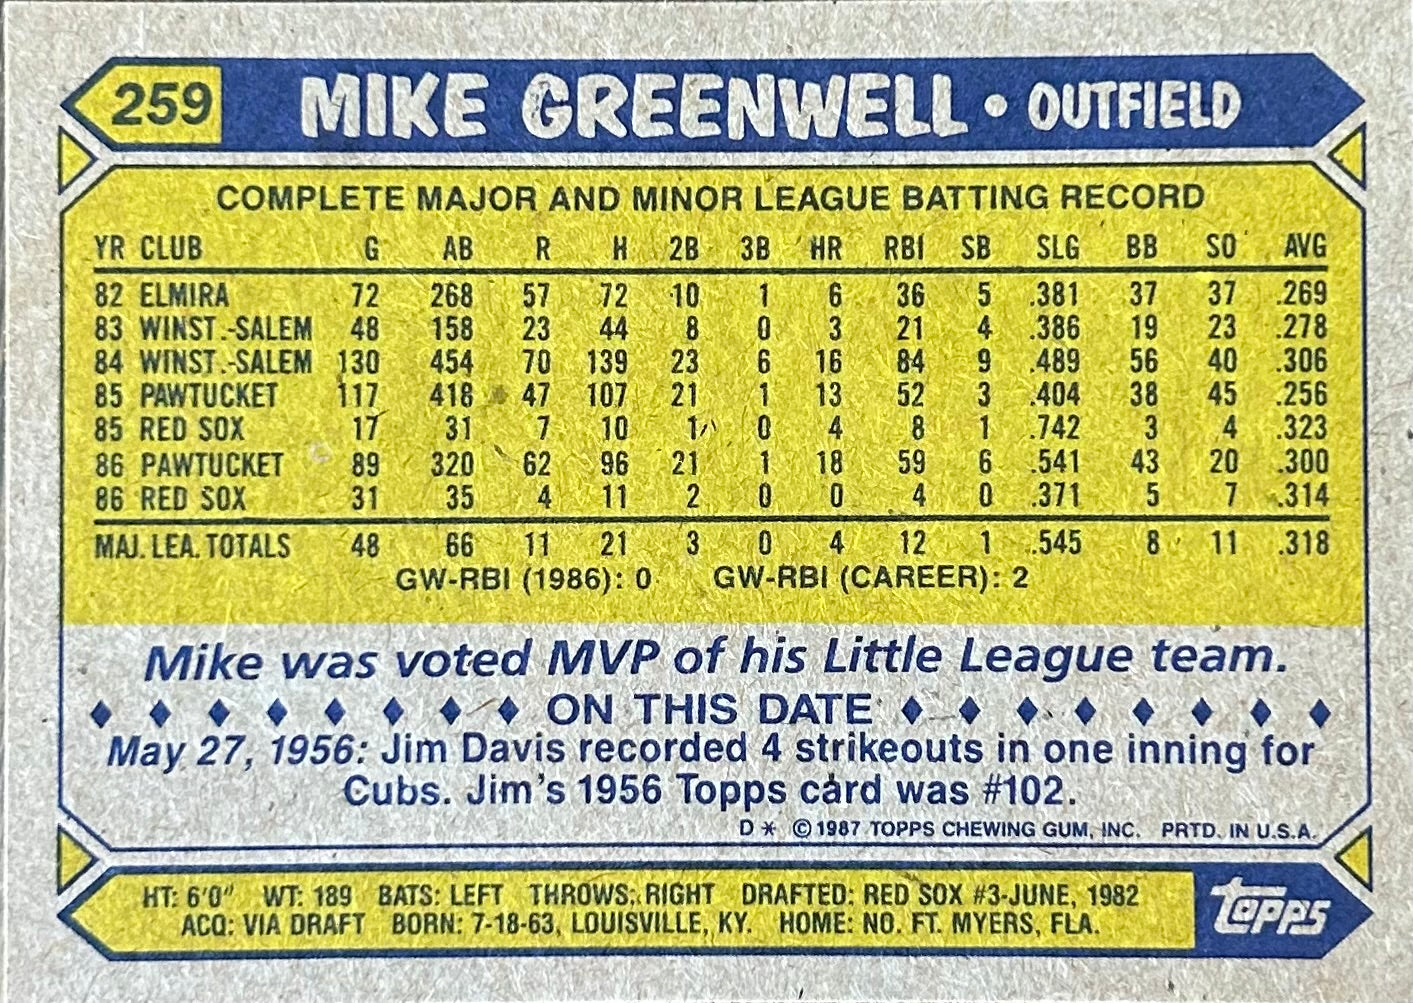 259 MIKE GREENWELL • OUTFIELD
COMPLETE MAJOR AND MINOR LEAGUE BATTING RECORD
YR CLUB G AB R H 2B 3B HR RBI SB SLG BB SO AVG
82 ELMIRA 72 268 57 72 10 1 6 36 5 .381 37 37 .269
83 WINST.-SALEM 48 158 23 44 8 0 3 21 4 .386 19 23 .278
84 WINST.-SALEM 130 454 70 139 23 6 16 84 9 .489 56 40 .306
85 PAWTUCKET 117 418 47 107 21 1 13 52 3 .404 38 45 .256
85 RED SOX 17 31 7 10 1 0 4 8 1 .742 3 4 .323
86 PAWTUCKET 89 320 62 96 21 1 18 59 6 .541 43 20 .300
86 RED SOX 31 35 4 11 2 0 0 4 0 .371 5 7 .314
MAJ. LEA. TOTALS 48 66 11 21 3 0 4 12 1 .545 8 11 .318
GW-RBI (1986): 0 GW-RBI (CAREER): 2
Mike was voted MVP of his Little League team.
ON THIS DATE
May 27, 1956: Jim Davis recorded 4 strikeouts in one inning for
Cubs. Jim's 1956 Topps card was #102.
D * © 1987 TOPPS CHEWING GUM, INC. PRTD. IN U.S.A.
HT: 6'0" WT: 189 BATS: LEFT THROWS: RIGHT DRAFTED: RED SOX #3-JUNE, 1982
ACQ: VIA DRAFT BORN: 7-18-63, LOUISVILLE, KY. HOME: NO. FT. MYERS, FLA.
topps